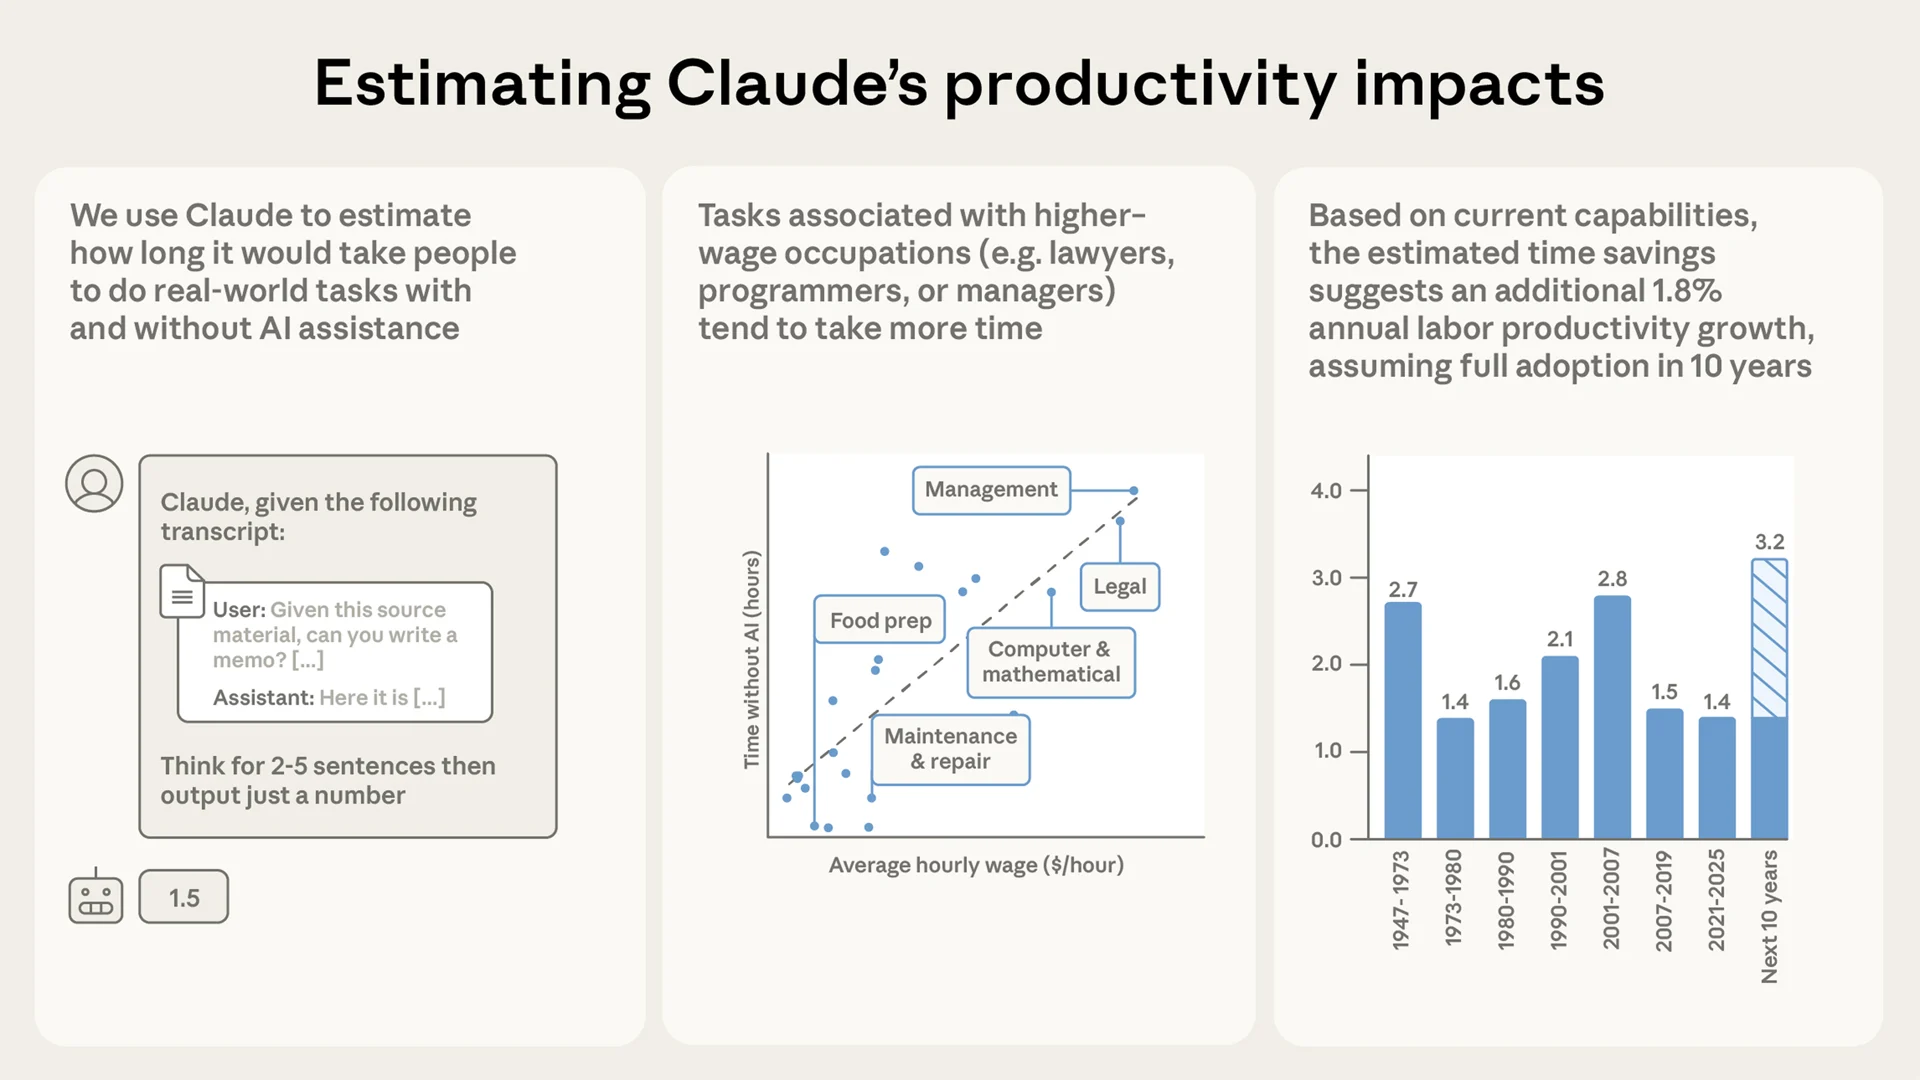 Estimating Claude’s productivity impacts
We use Claude to estimate
how long it would take people
to do real-world tasks with
and without AI assistance
Claude, given the following
transcript:
User: Given this source
material, can you write a
memo? [...]
Assistant: Here it is [...]
Think for 2-5 sentences then
output just a number
1.5
Tasks associated with higher-
wage occupations (e.g. lawyers,
programmers, or managers)
tend to take more time
Time without AI (hours)
Management
Legal
Food prep
Computer &
mathematical
Maintenance
& repair
Average hourly wage ($/hour)
Based on current capabilities,
the estimated time savings
suggests an additional 1.8%
annual labor productivity growth,
assuming full adoption in 10 years
4.0
3.0
2.0
1.0
0.0
2.7
1.4
1.6
2.1
2.8
1.5
1.4
3.2
1947- 1973
1973-1980
1980-1990
1990-2001
2001-2007
2007-2019
2021-2025
Next 10 years